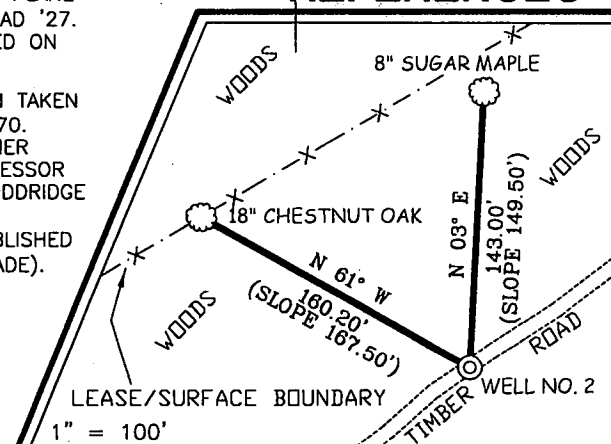 AD '27.
ED ON
TAKEN
70.
HER
ESSOR
DDRIDGE
BLISHED
ADE).
WOODS
8" SUGAR MAPLE
WOODS
18" CHESTNUT OAK
N 03° E
143.00'
(SLOPE 149.50')
N 61° W
160.20'
(SLOPE 167.50')
WOODS
LEASE/SURFACE BOUNDARY
1" = 100'
WELL NO. 2
TIMBER ROAD